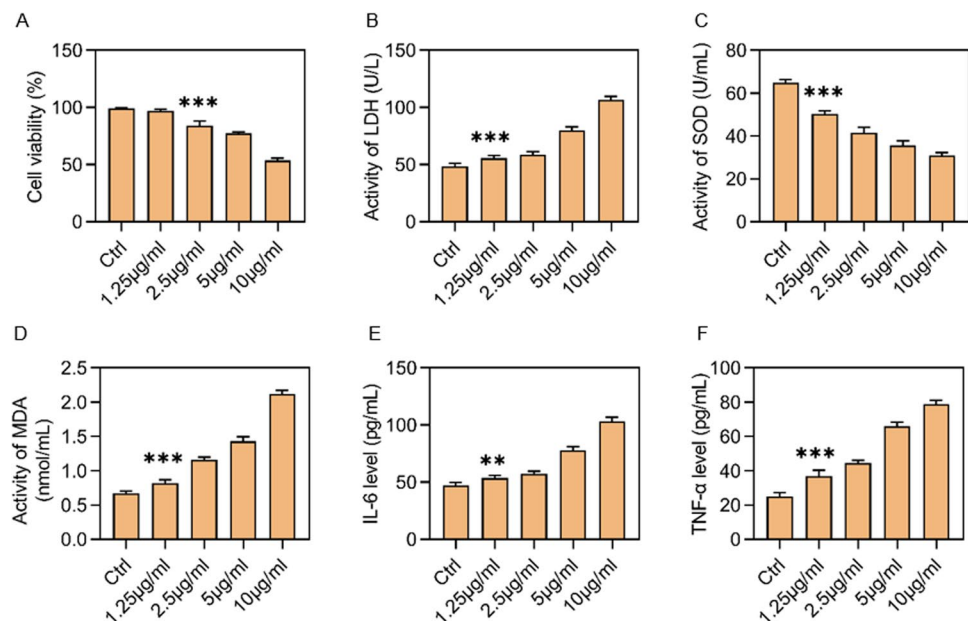 A
Cell viability (%)
150
100
50
0
***
Ctrl
1.25μg/ml
2.5μg/ml
5μg/ml
10μg/ml
B
Activity of LDH (U/L)
150
100
50
0
***
Ctrl
1.25μg/ml
2.5μg/ml
5μg/ml
10μg/ml
C
Activity of SOD (U/mL)
80
60
40
20
0
***
Ctrl
1.25μg/ml
2.5μg/ml
5μg/ml
10μg/ml
D
Activity of MDA
(nmol/mL)
2.5
2.0
1.5
1.0
0.5
0.0
***
Ctrl
1.25μg/ml
2.5μg/ml
5μg/ml
10μg/ml
E
IL-6 level (pg/mL)
150
100
50
0
**
Ctrl
1.25μg/ml
2.5μg/ml
5μg/ml
10μg/ml
F
TNF-α level (pg/mL)
100
80
60
40
20
0
***
Ctrl
1.25μg/ml
2.5μg/ml
5μg/ml
10μg/ml